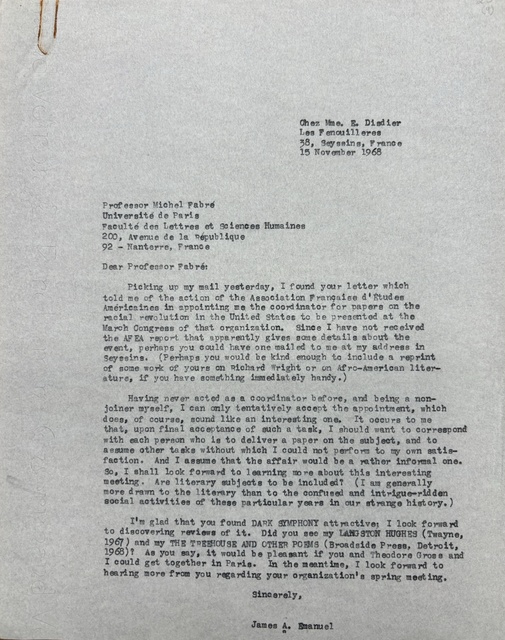 Chez Mme. E. Disdier
Les Fenouilleres
38, Seyssins, France
15 November 1968
Professor Michel Fabré
Université de Paris
Faculté des Lettres et Sciences Humaines
200, Avenue de la République
92 - Nanterre, France
Dear Professor Fabré:
Picking up my mail yesterday, I found your letter which
told me of the action of the Association Française d'Études
Américaines in appointing me the coordinator for papers on the
racial revolution in the United States to be presented at the
March Congress of that organization. Since I have not received
the AFEA report that apparently gives some details about the
event, perhaps you could have one mailed to me at my address in
Seyssins. (Perhaps you would be kind enough to include a reprint
of some work of yours on Richard Wright or on Afro-American liter-
ature, if you have something immediately handy.)
Having never acted as a coordinator before, and being a non-
joiner myself, I can only tentatively accept the appointment, which
does, of course, sound like an interesting one. It occurs to me
that, upon final acceptance of such a task, I should want to correspond
with each person who is to deliver a paper on the subject, and to
assume other tasks without which I could not perform to my own satis-
faction. And I assume that the affair would be a rather informal one.
So, I shall look forward to learning more about this interesting
meeting. Are literary subjects to be included? (I am generally
more drawn to the literary than to the confused and intrigue-ridden
social activities of these particular years in our strange history.)
I'm glad that you found DARK SYMPHONY attractive; I look forward
to discovering reviews of it. Did you see my LANGSTON HUGHES (Twayne,
1967) and my THE TREEHOUSE AND OTHER POEMS (Broadside Press, Detroit,
1968)? As you say, it would be pleasant if you and Theodore Gross and
I could get together in Paris. In the meantime, I look forward to
hearing more from you regarding your organization's spring meeting.
Sincerely,
James A. Emanuel